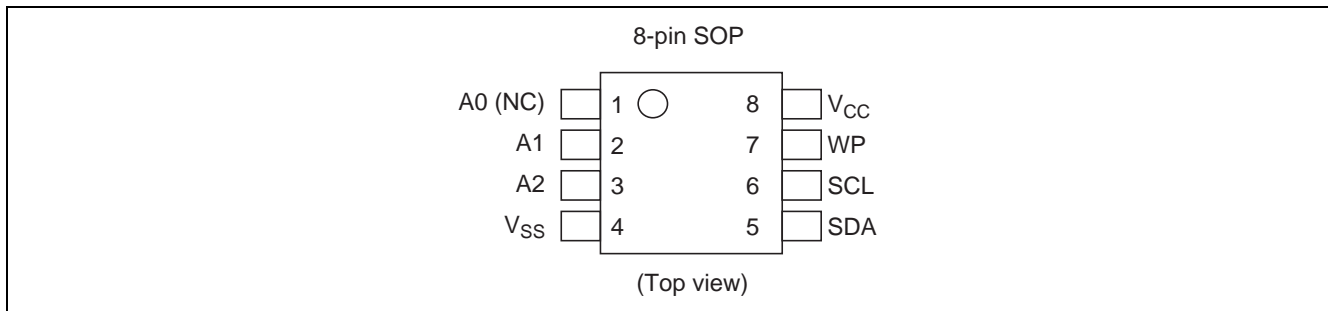 8-pin SOP
A0 (NC) 1 8 VCC
A1 2 7 WP
A2 3 6 SCL
VSS 4 5 SDA
(Top view)